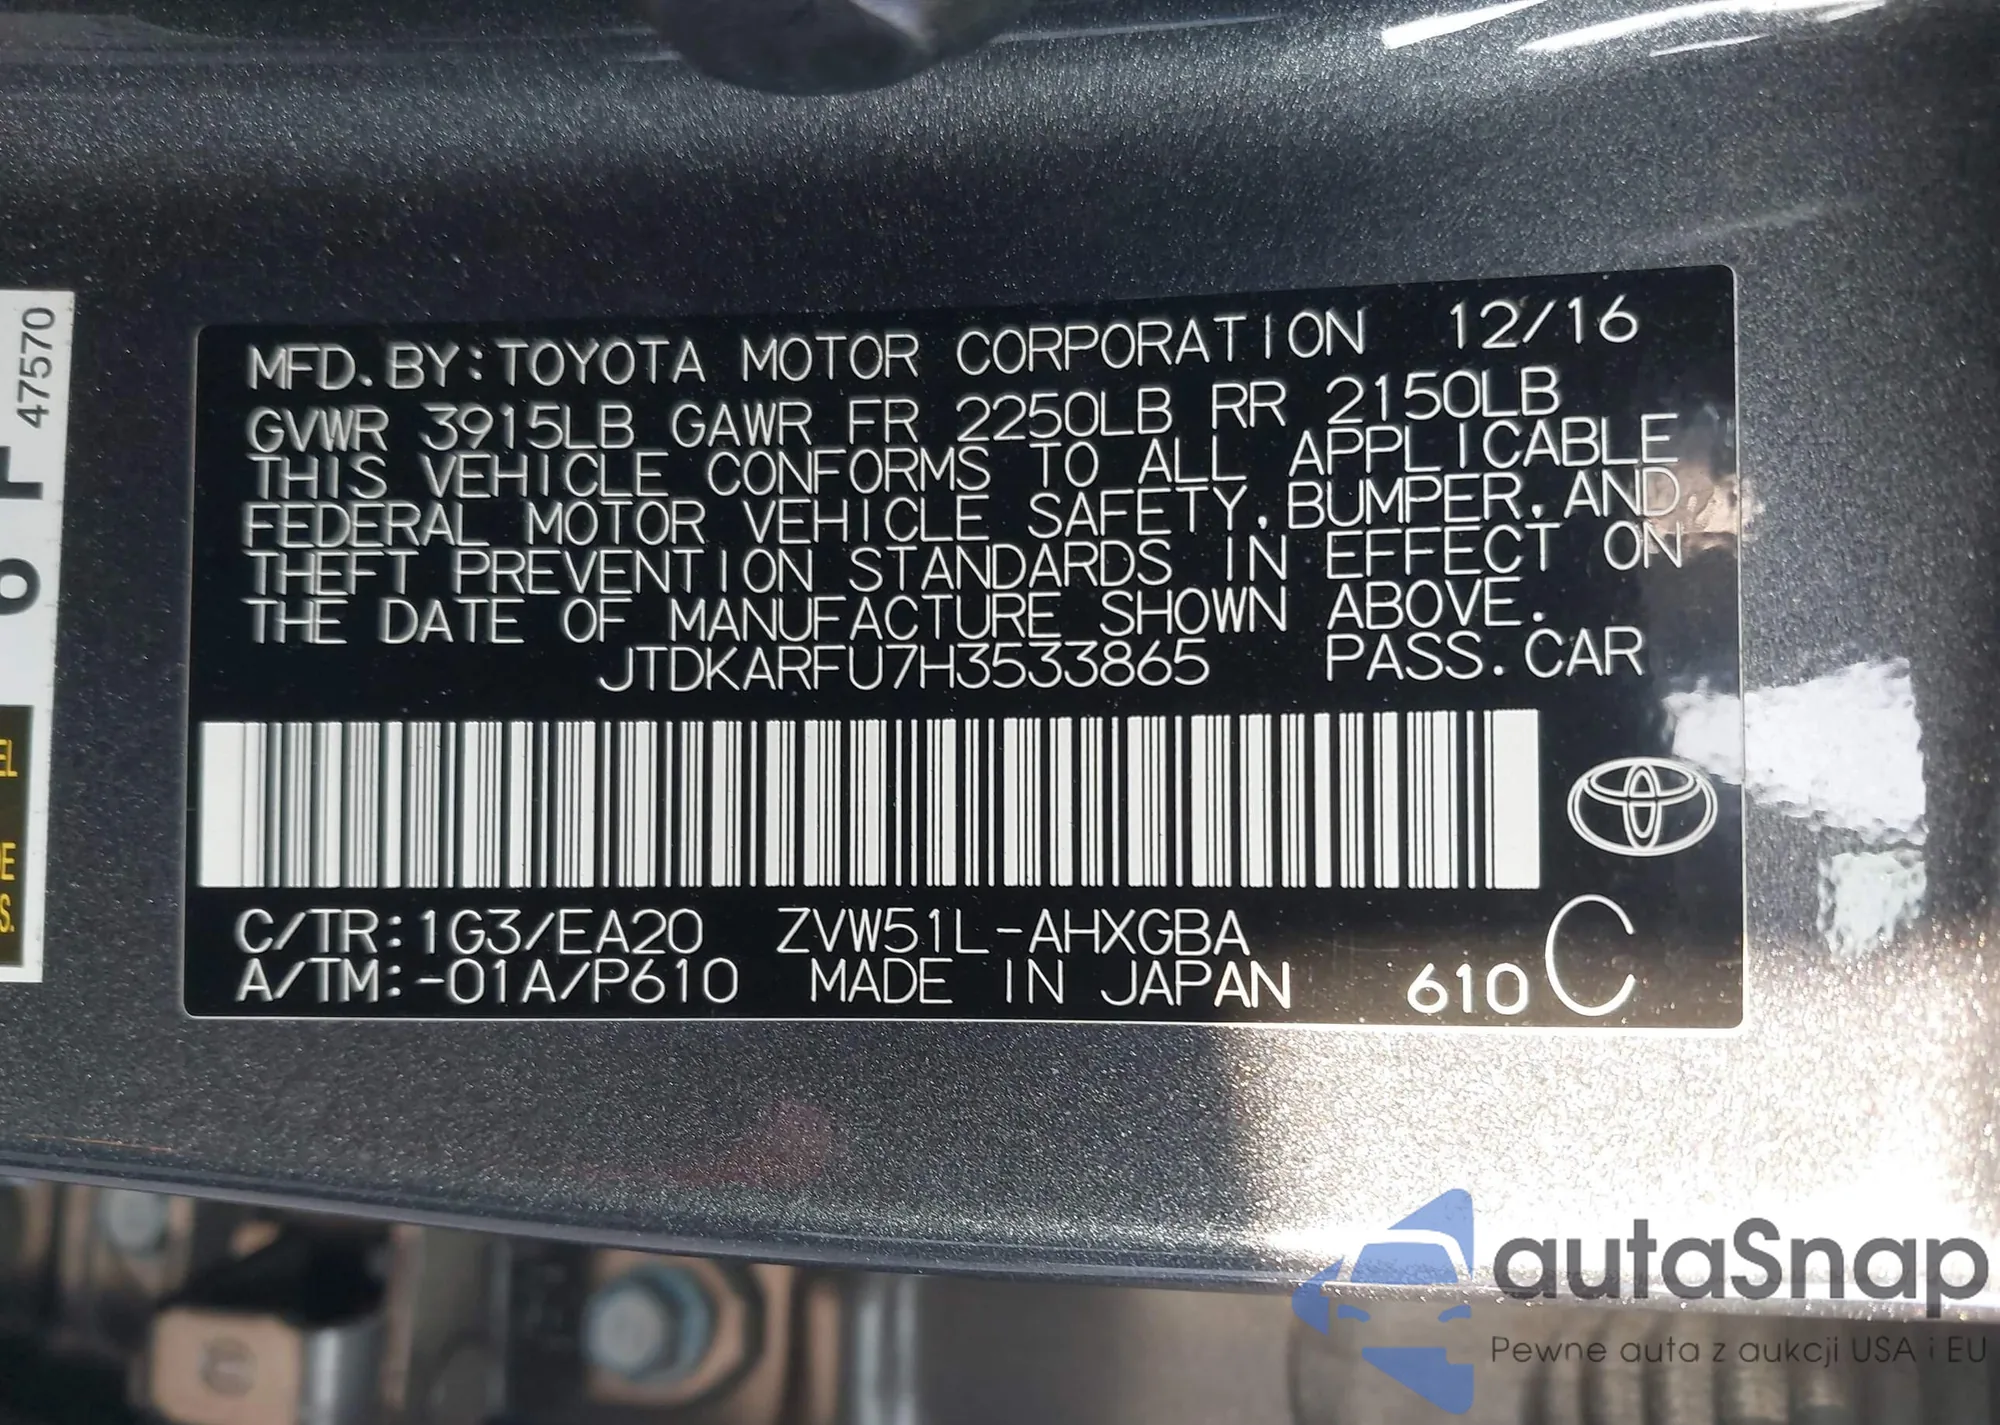 MFD. BY: TOYOTA MOTOR CORPORATION 12/16
GVWR 3915LB GAWR FR 2250LB RR 2150LB
THIS VEHICLE CONFORMS TO ALL APPLICABLE
FEDERAL MOTOR VEHICLE SAFETY, BUMPER, AND
THEFT PREVENTION STANDARDS IN EFFECT ON
THE DATE OF MANUFACTURE SHOWN ABOVE.
JTDKARFU7H3533865 PASS. CAR
C/TR: 1G3/EA20 ZVW51L-AHXGBA
A/TM: -01A/P610 MADE IN JAPAN 610 C
47570
autaSnap
Pewne auta z aukcji USA i EU